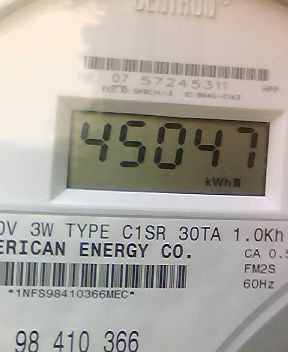 CENTRON
07 57245311
45047
kWh
0V 3W TYPE C1SR 30TA 1.0Kh
ERICAN ENERGY CO.
CA 0.5
FM2S
60Hz
*1NFS98410366MEC*
98 410 366